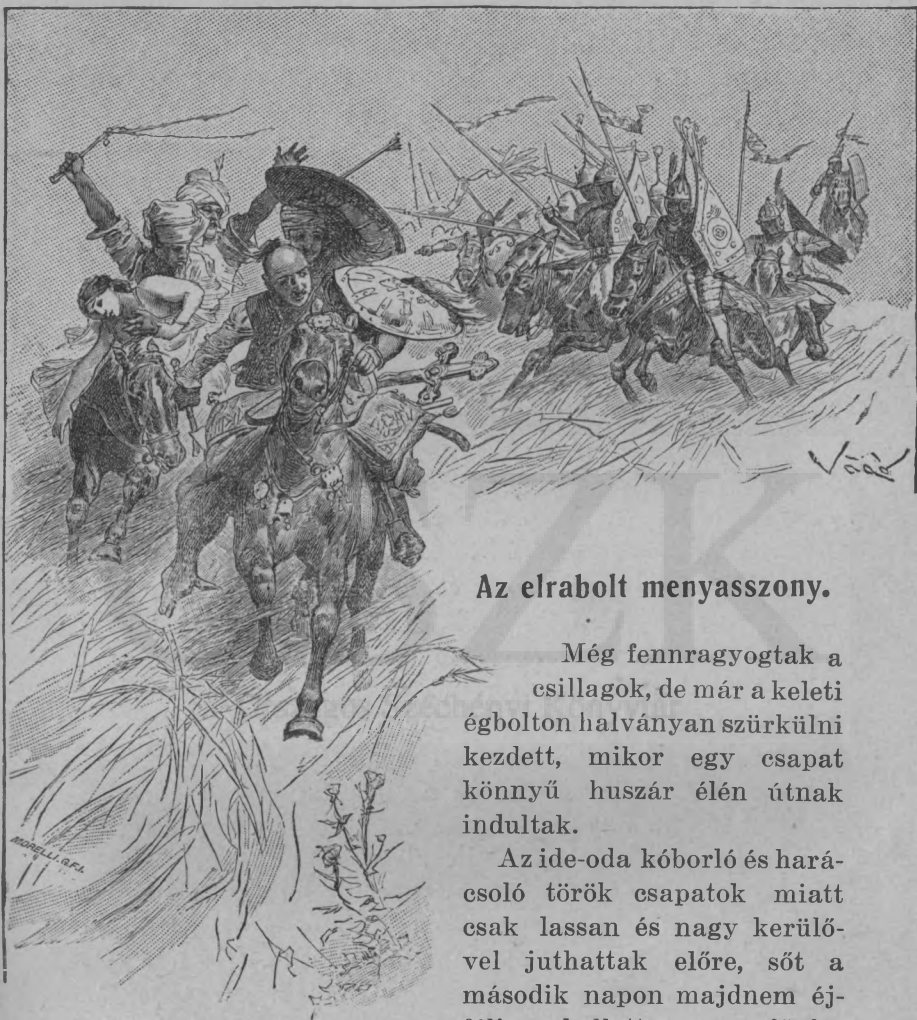 Az elrabolt menyasszony.
Még fennragyogtak a
csillagok, de már a keleti
égbolton halványan szürkülni
kezdett, mikor egy csapat
könnyű huszár élén útnak
indultak.
Az ide-oda kóborló és hará-
csoló török csapatok miatt
csak lassan és nagy kerülő-
vel juthattak előre, sőt a
második napon majdnem éj-
MORELLI.G.F.I.